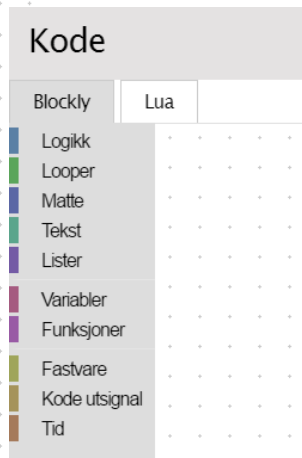 Kode
Blockly Lua
Logikk
Looper
Matte
Tekst
Lister
Variabler
Funksjoner
Fastvare
Kode utsignal
Tid